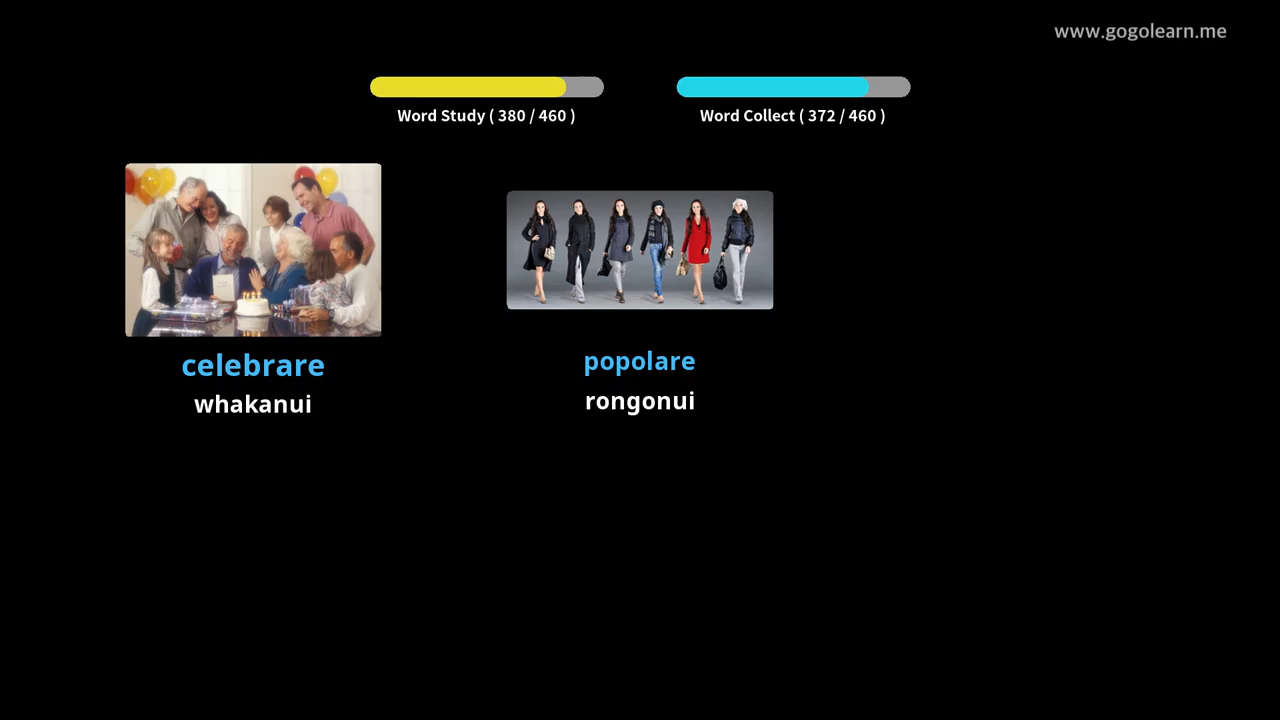 www.gogolearn.me
Word Study ( 380 / 460 )
Word Collect ( 372 / 460 )
celebrare
whakanui
popolare
rongonui